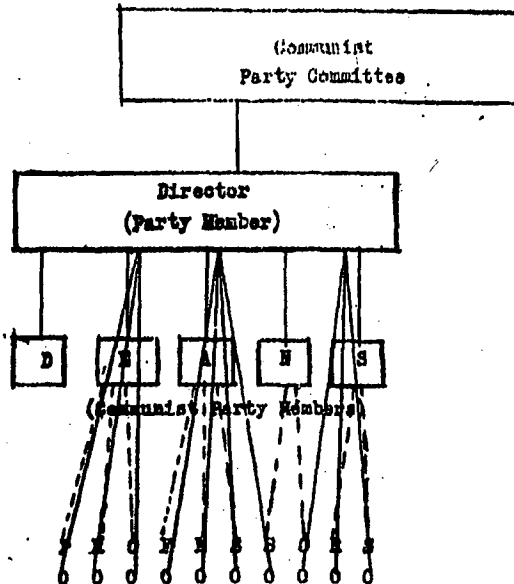 Communist
Party Committee
Director
(Party Member)
D E A N S
(Communist Party Members)
O O O O O O O O O O